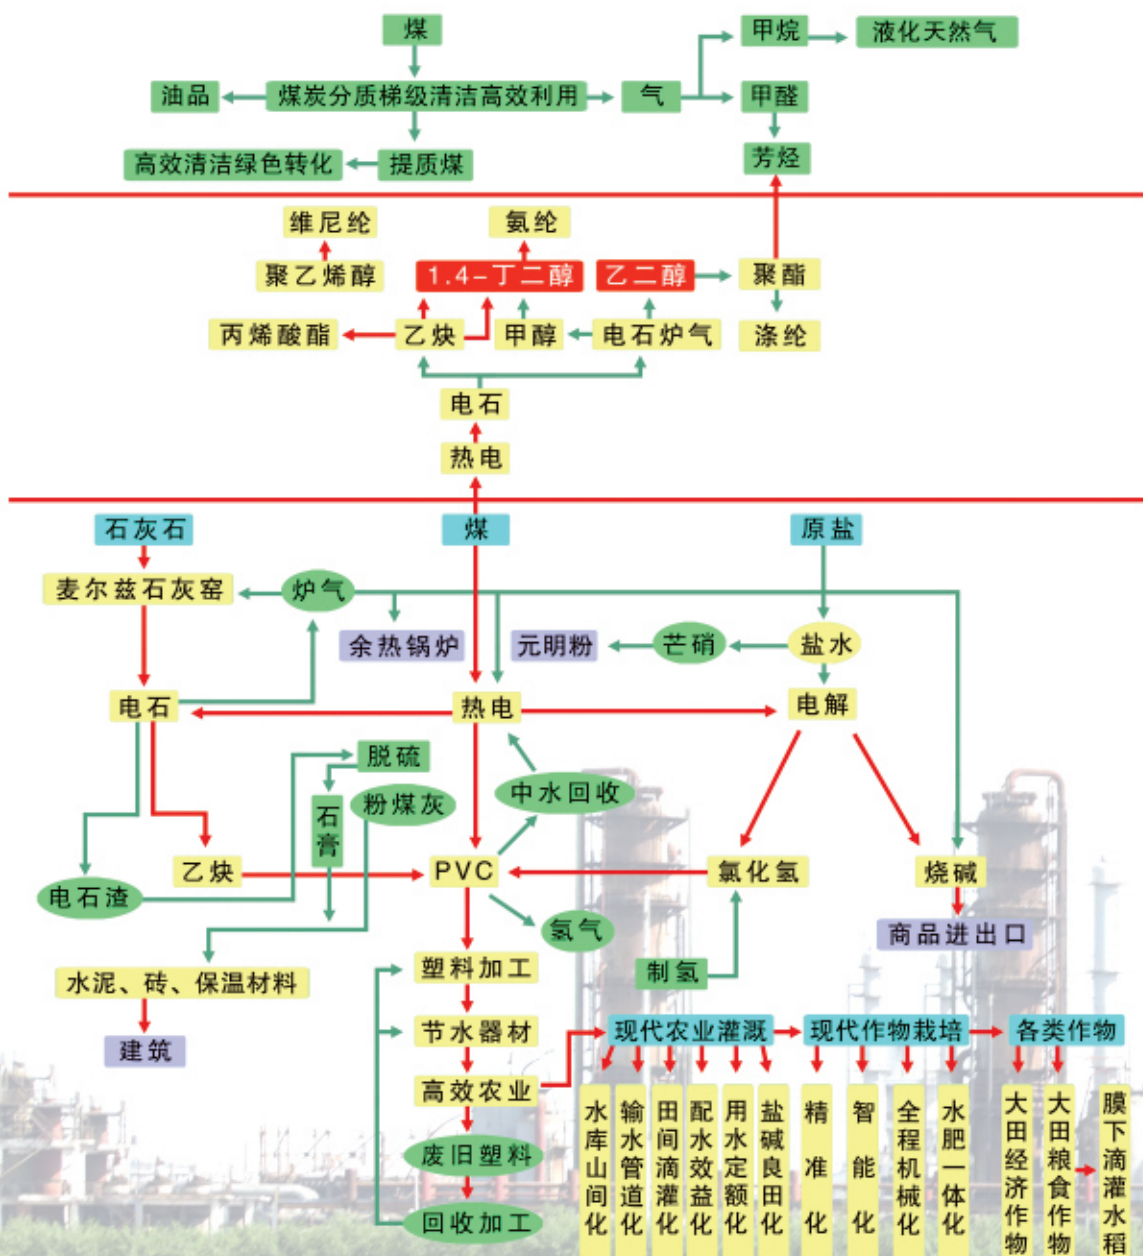 煤
甲烷
液化天然气
油品
煤炭分质梯级清洁高效利用
气
甲醛
高效清洁绿色转化
提质煤
芳烃
维尼纶
氨纶
聚乙烯醇
1.4-丁二醇
乙二醇
聚酯
丙烯酸酯
乙炔
甲醇
电石炉气
涤纶
电石
热电
石灰石
煤
原盐
麦尔兹石灰窑
炉气
余热锅炉
元明粉
芒硝
盐水
电石
热电
电解
脱硫
石膏
粉煤灰
中水回收
乙炔
PVC
氯化氢
烧碱
电石渣
氢气
商品进出口
水泥、砖、保温材料
塑料加工
制氢
建筑
节水器材
现代农业灌溉
现代作物栽培
各类作物
高效农业
水库山间化
输水管道化
田间滴灌化
配水效益化
用水定额化
盐碱良田化
精准化
智能化
全程机械化
水肥一体化
大田经济作物
大田粮食作物
膜下滴灌水稻
废旧塑料
回收加工